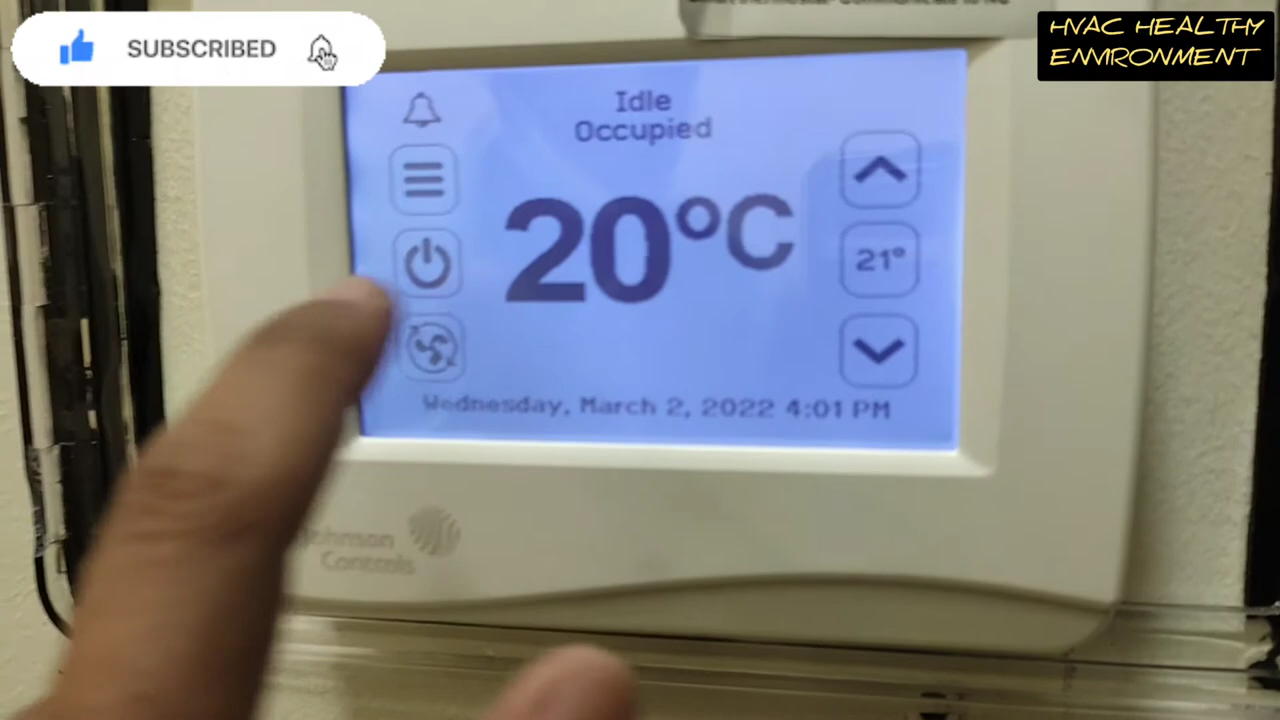 SUBSCRIBED
HVAC HEALTHY
ENVIRONMENT
Idle
Occupied
20°C
21°
Wednesday, March 2, 2022 4:01 PM
Johnson
Controls